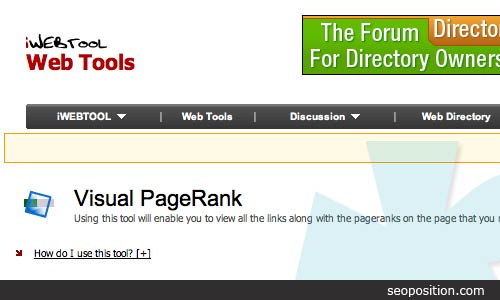 iWEBTOOL
Web Tools
The Forum
For Directory Owners
iWEBTOOL | Web Tools | Discussion | Web Directory
Visual PageRank
Using this tool will enable you to view all the links along with the pageranks on the page that you
How do I use this tool? [+]
seoposition.com